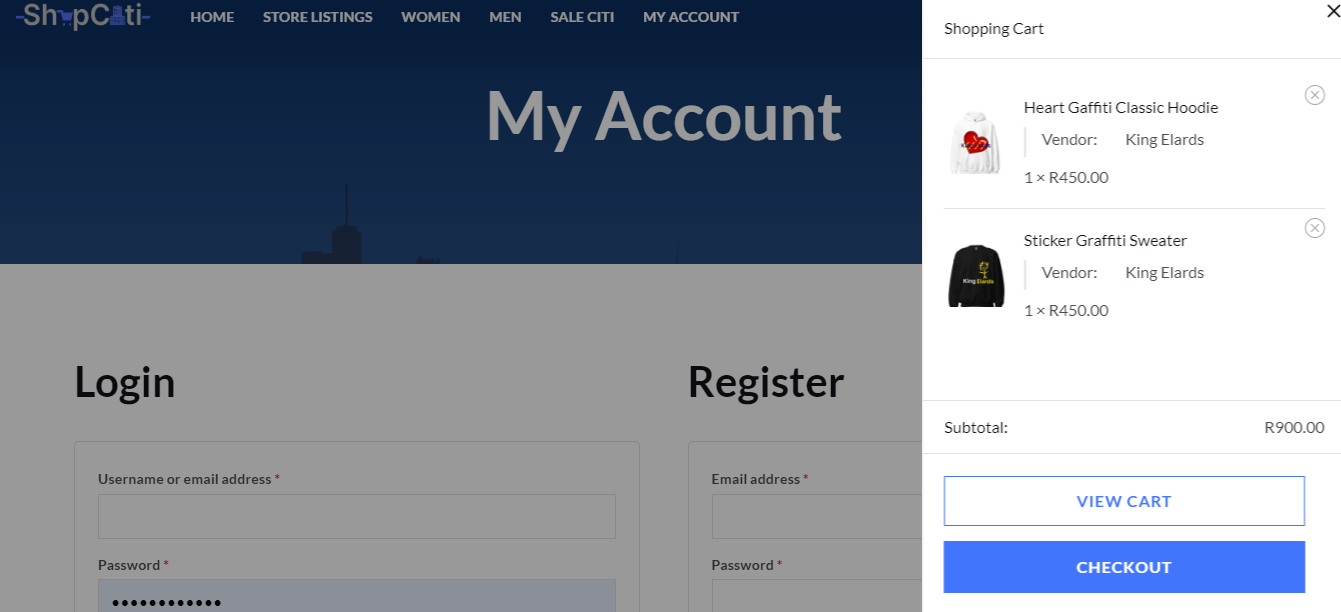 -ShopCiti-
HOME STORE LISTINGS WOMEN MEN SALE CITI MY ACCOUNT
My Account
Login
Username or email address *
Password *
••••••••••••
Register
Email address *
Password *
Shopping Cart
Heart Gaffiti Classic Hoodie
Vendor: King Elards
1 × R450.00
Sticker Graffiti Sweater
Vendor: King Elards
1 × R450.00
King Elards
Subtotal: R900.00
VIEW CART
CHECKOUT